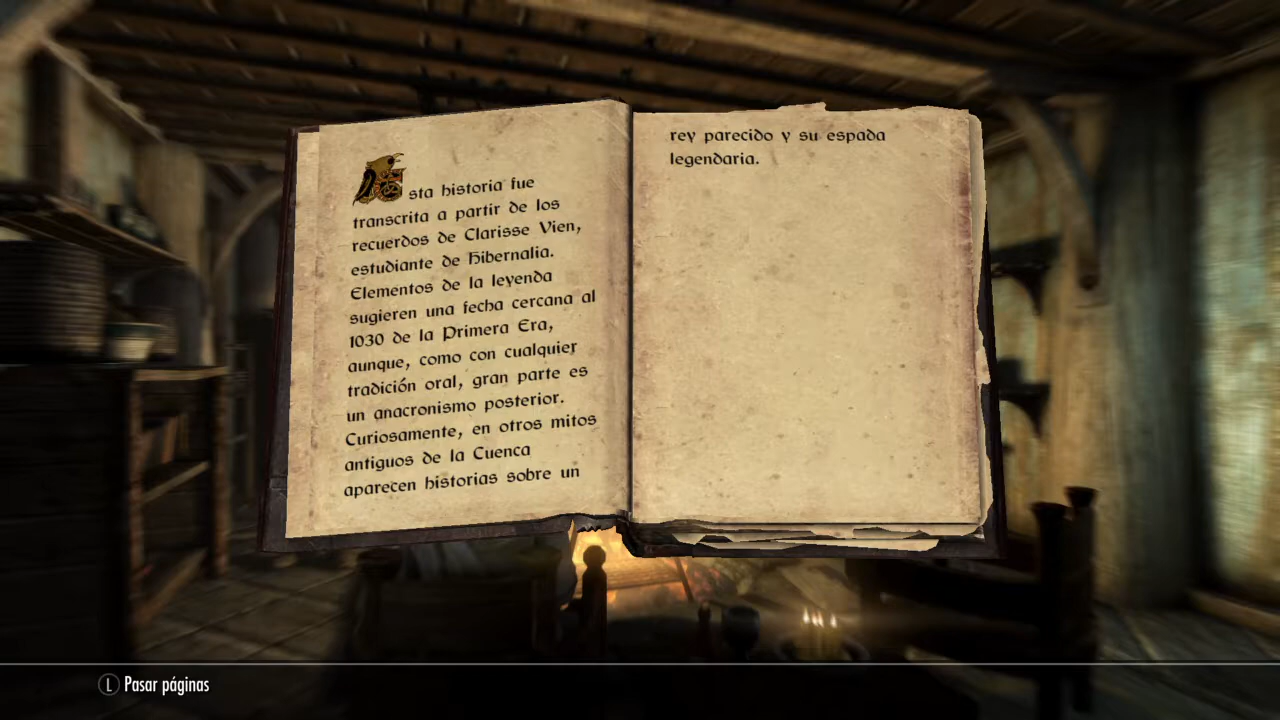 Esta historia fue
transcrita a partir de los
recuerdos de Clarisse Vien,
estudiante de Hibernalia.
Elementos de la leyenda
sugieren una fecha cercana al
1030 de la Primera Era,
aunque, como con cualquier
tradición oral, gran parte es
un anacronismo posterior.
Curiosamente, en otros mitos
antiguos de la Cuenca
aparecen historias sobre un
rey parecido y su espada
legendaria.
L Pasar páginas